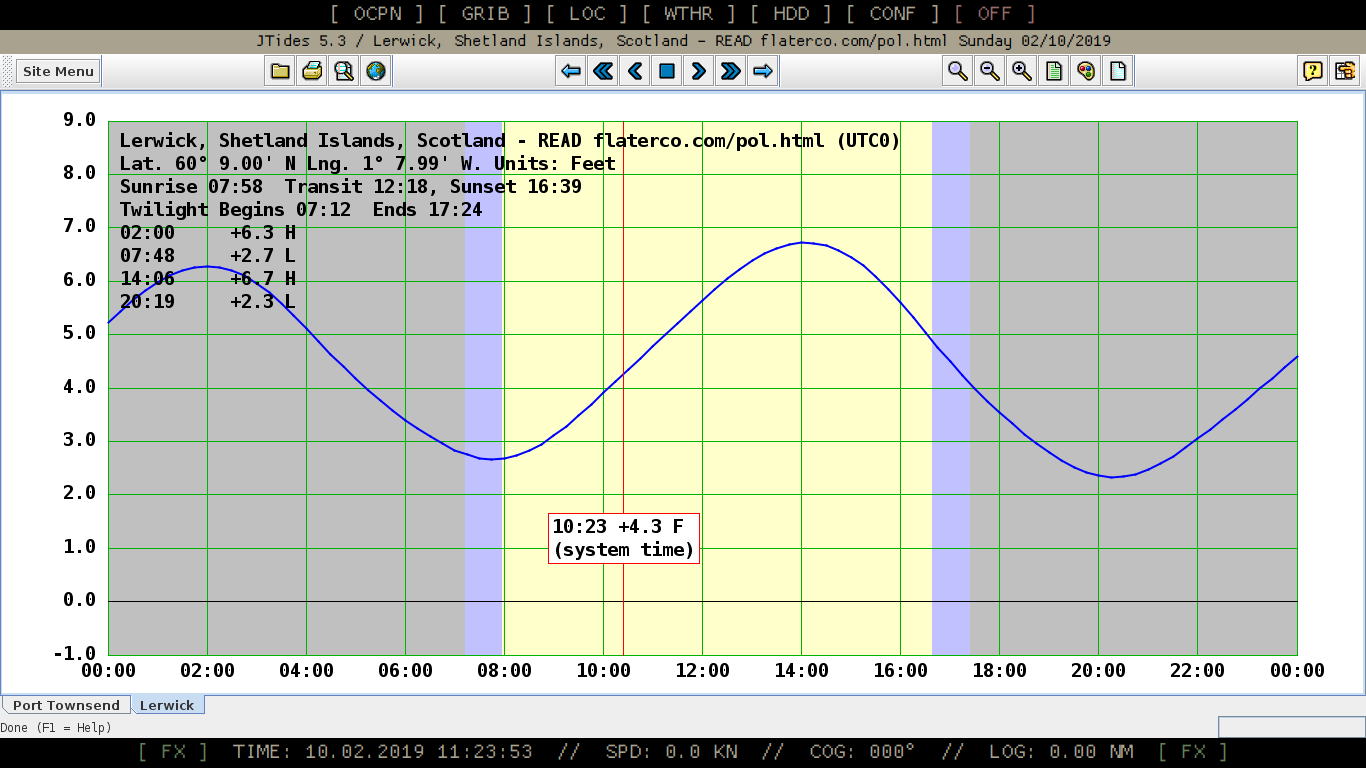 [ OCPN ] [ GRIB ] [ LOC ] [ WTHR ] [ HDD ] [ CONF ] [ OFF ]
JTides 5.3 / Lerwick, Shetland Islands, Scotland - READ flaterco.com/pol.html Sunday 02/10/2019
Site Menu
9.0
Lerwick, Shetland Islands, Scotland - READ flaterco.com/pol.html (UTC0)
Lat. 60° 9.00' N Lng. 1° 7.99' W. Units: Feet
8.0
Sunrise 07:58 Transit 12:18, Sunset 16:39
Twilight Begins 07:12 Ends 17:24
7.0
02:00 +6.3 H
07:48 +2.7 L
14:06 +6.7 H
6.0
20:19 +2.3 L
5.0
4.0
3.0
2.0
10:23 +4.3 F
(system time)
1.0
0.0
-1.0
00:00 02:00 04:00 06:00 08:00 10:00 12:00 14:00 16:00 18:00 20:00 22:00 00:00
Port Townsend Lerwick
Done (F1 = Help)
[ FX ] TIME: 10.02.2019 11:23:53 // SPD: 0.0 KN // COG: 000° // LOG: 0.00 NM [ FX ]